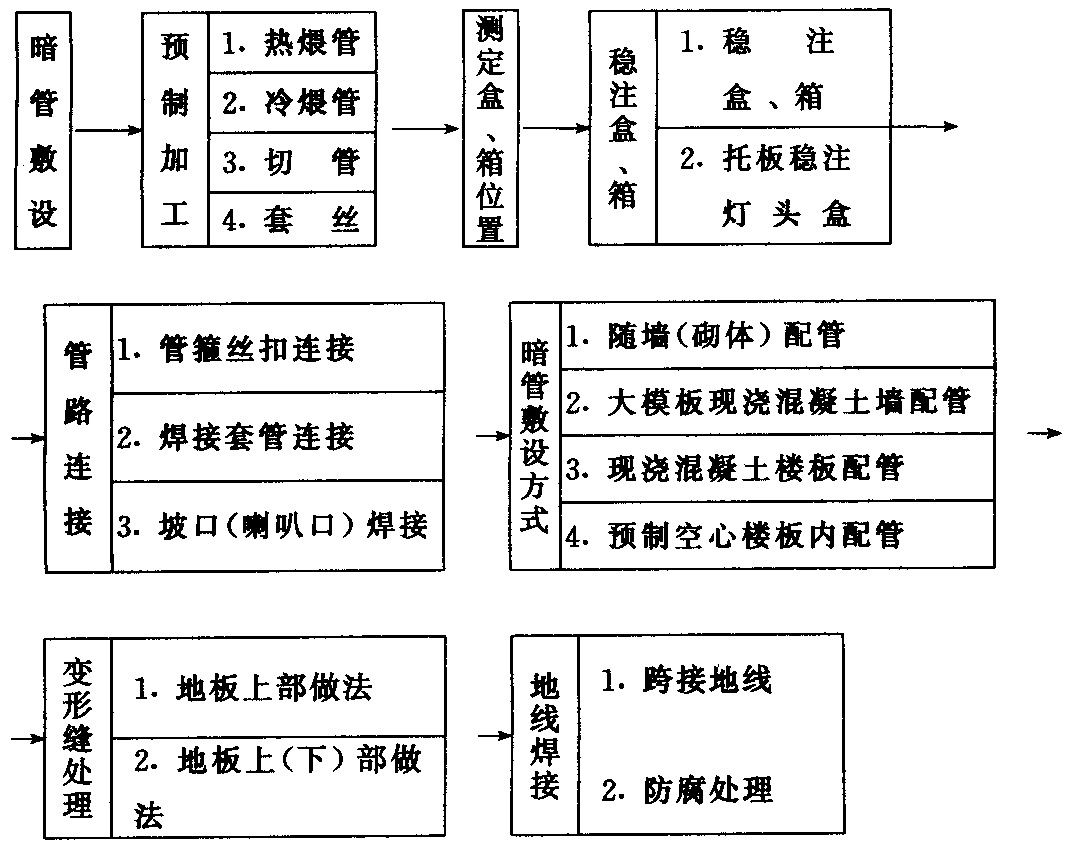 暗管敷设
预制加工
1. 热煨管
2. 冷煨管
3. 切 管
4. 套 丝
测定盒、箱位置
稳注盒、箱
1. 稳 注
盒、箱
2. 托板稳注
灯头盒
管路连接
1. 管箍丝扣连接
2. 焊接套管连接
3. 坡口(喇叭口)焊接
暗管敷设方式
1. 随墙(砌体)配管
2. 大模板现浇混凝土墙配管
3. 现浇混凝土楼板配管
4. 预制空心楼板内配管
变形缝处理
1. 地板上部做法
2. 地板上(下)部做
法
地线焊接
1. 跨接地线
2. 防腐处理